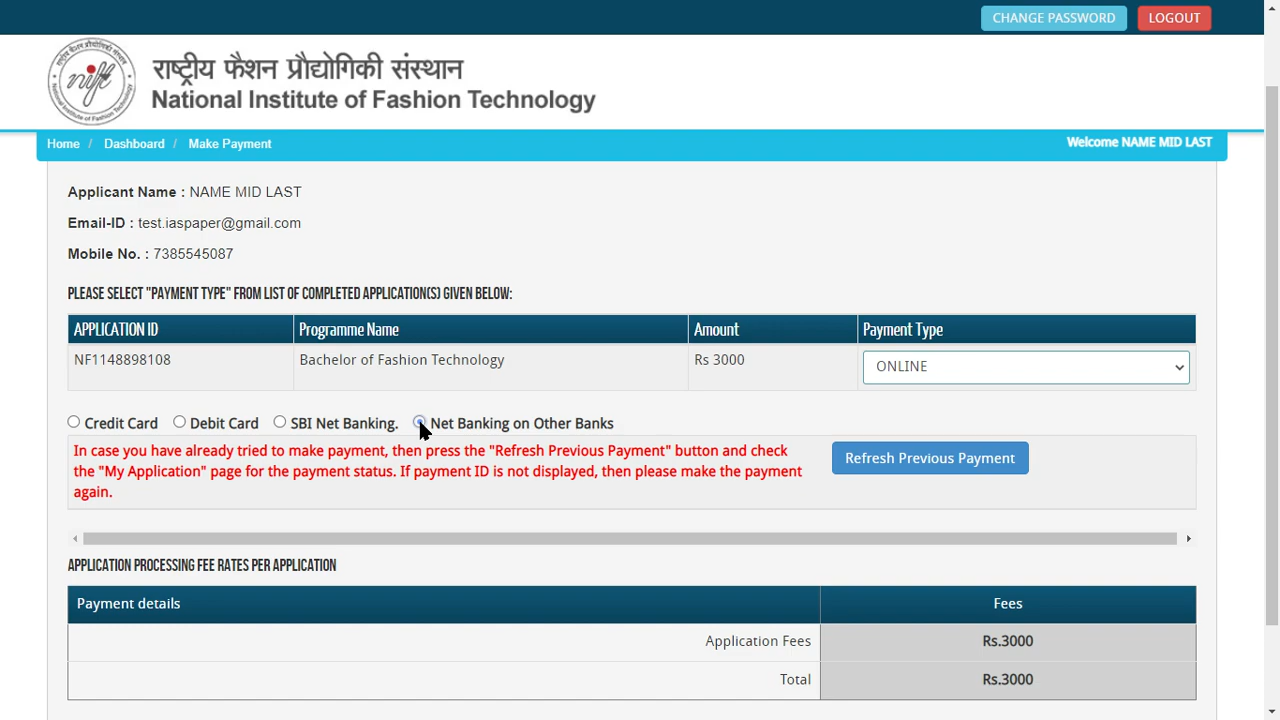 CHANGE PASSWORD LOGOUT
राष्ट्रीय फैशन प्रौद्योगिकी संस्थान
National Institute of Fashion Technology
Home / Dashboard / Make Payment Welcome NAME MID LAST
Applicant Name : NAME MID LAST
Email-ID : test.iaspaper@gmail.com
Mobile No. : 7385545087
PLEASE SELECT "PAYMENT TYPE" FROM LIST OF COMPLETED APPLICATION(S) GIVEN BELOW:
APPLICATION ID Programme Name Amount Payment Type
NF1148898108 Bachelor of Fashion Technology Rs 3000 ONLINE
Credit Card Debit Card SBI Net Banking. Net Banking on Other Banks
In case you have already tried to make payment, then press the "Refresh Previous Payment" button and check
the "My Application" page for the payment status. If payment ID is not displayed, then please make the payment
again.
Refresh Previous Payment
APPLICATION PROCESSING FEE RATES PER APPLICATION
Payment details Fees
Application Fees Rs.3000
Total Rs.3000